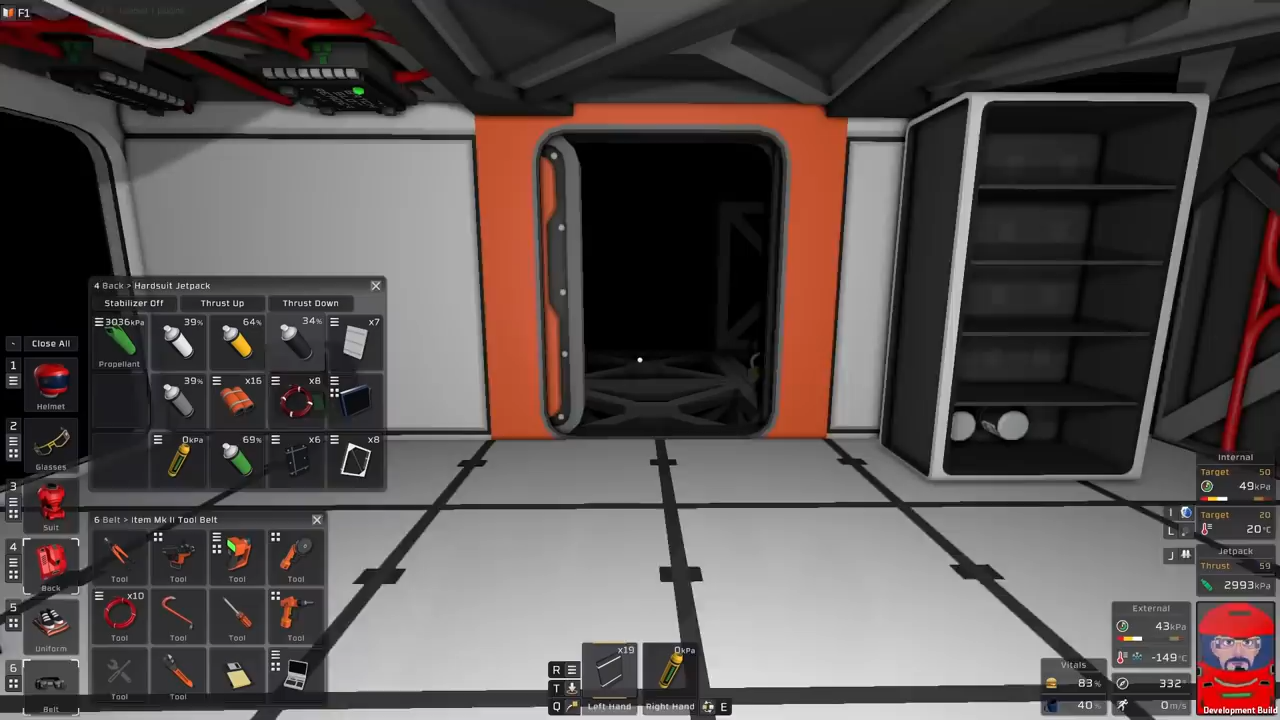 F1
4 Back > Hardsuit Jetpack
Stabilizer Off
Thrust Up
Thrust Down
3036kPa
39%
64%
34%
x7
Propellant
39%
x16
x8
0kPa
69%
x6
x8
Close All
1
Helmet
2
Glasses
3
Suit
4
Back
5
Uniform
6
Belt
6 Belt > Item Mk II Tool Belt
Tool
Tool
Tool
Tool
x10
Tool
Tool
Tool
Tool
Tool
Tool
R
T
Q
x19
Left Hand
0kPa
Right Hand
E
Internal
Target 50
49kPa
I
L
Target 20
20°C
J
Jetpack
Thrust 59
2993kPa
External
43kPa
-149°C
Vitals
83%
40%
332°
0m/s
Development Build